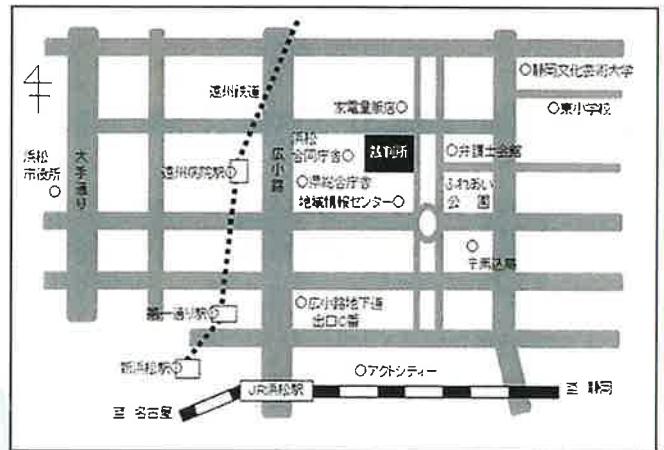 遠州鉄道
静岡文化芸術大学
家電量販店
東小学校
浜松
市役所
大手通り
遠州病院駅
広小路
浜松
合同庁舎
裁判所
弁護士会館
県総合庁舎
地域情報センター
ふれあい
公園
第一通り駅
広小路地下道
出口C番
新浜松駅
アクトシティー
JR浜松駅
至 名古屋
至 静岡